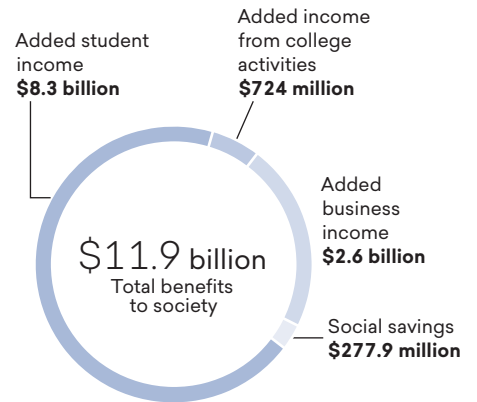 Added income
from college
activities
$724 million
Added student
income
$8.3 billion
Added
business
income
$2.6 billion
$11.9 billion
Total benefits
to society
Social savings
$277.9 million